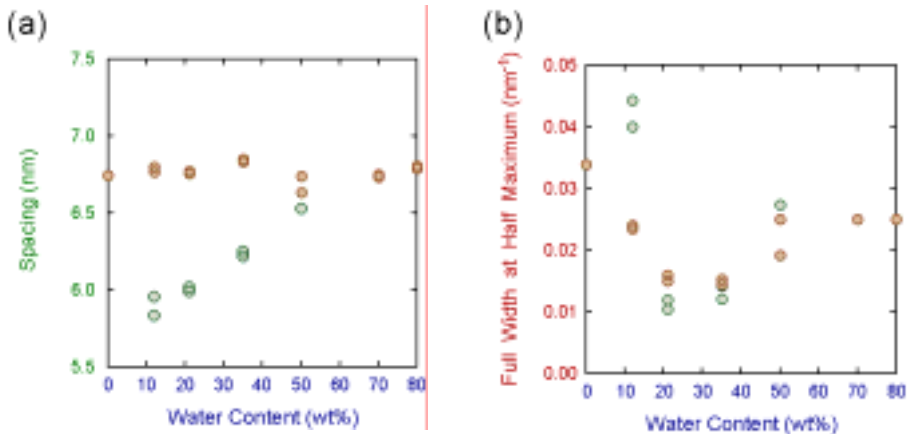 (a)
(b)
7.5
7.0
6.5
6.0
5.5
Spacing (nm)
0 10 20 30 40 50 60 70 80
Water Content (wt%)
0.05
0.04
0.03
0.02
0.01
0.00
Full Width at Half Maximum (nm⁻¹)
0 10 20 30 40 50 60 70 80
Water Content (wt%)